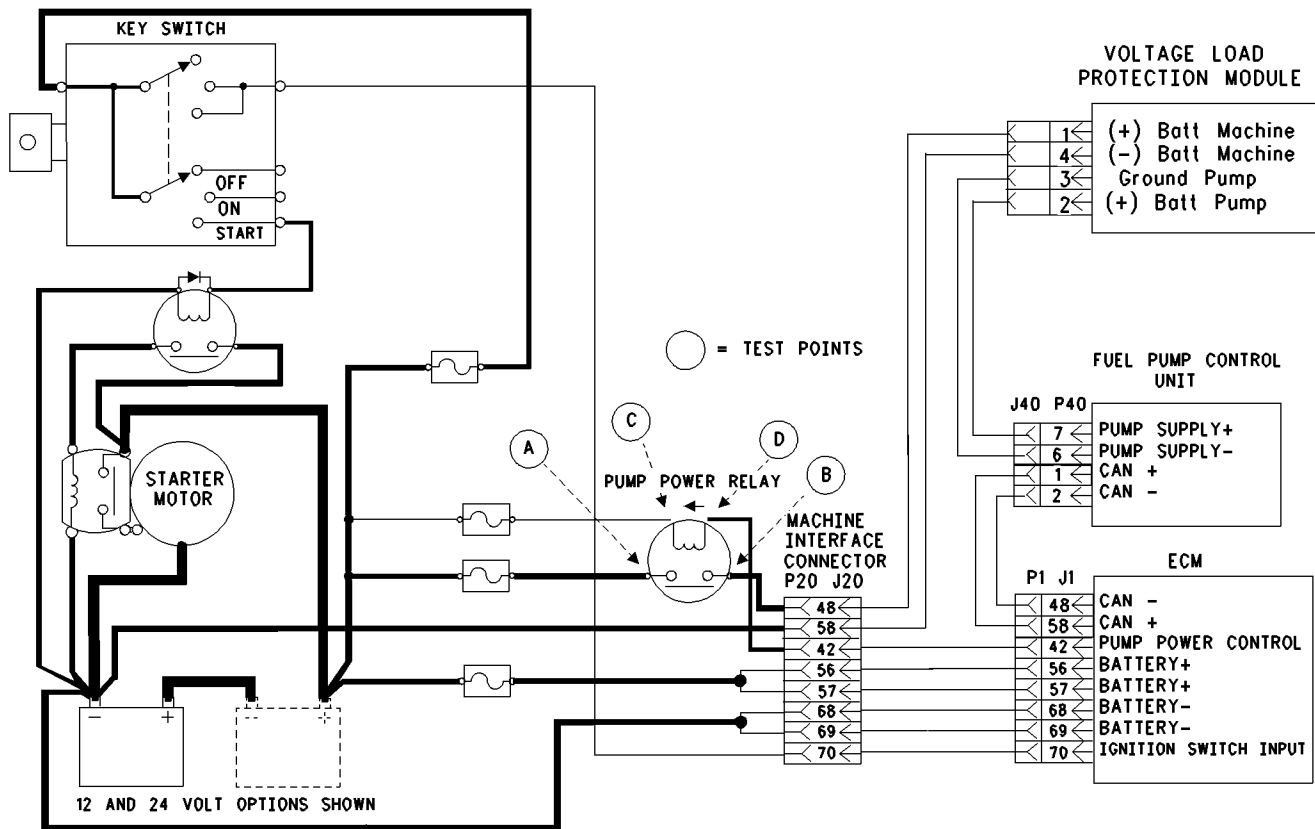 KEY SWITCH
OFF
ON
START
VOLTAGE LOAD
PROTECTION MODULE
1 (+) Batt Machine
4 (-) Batt Machine
3 Ground Pump
2 (+) Batt Pump
= TEST POINTS
FUEL PUMP CONTROL
UNIT
J40 P40
7 PUMP SUPPLY+
6 PUMP SUPPLY-
1 CAN +
2 CAN -
STARTER
MOTOR
A
C
D
B
PUMP POWER RELAY
MACHINE
INTERFACE
CONNECTOR
P20 J20
48
58
42
56
57
68
69
70
ECM
P1 J1
48 CAN -
58 CAN +
42 PUMP POWER CONTROL
56 BATTERY+
57 BATTERY+
68 BATTERY-
69 BATTERY-
70 IGNITION SWITCH INPUT
- + -- +
12 AND 24 VOLT OPTIONS SHOWN